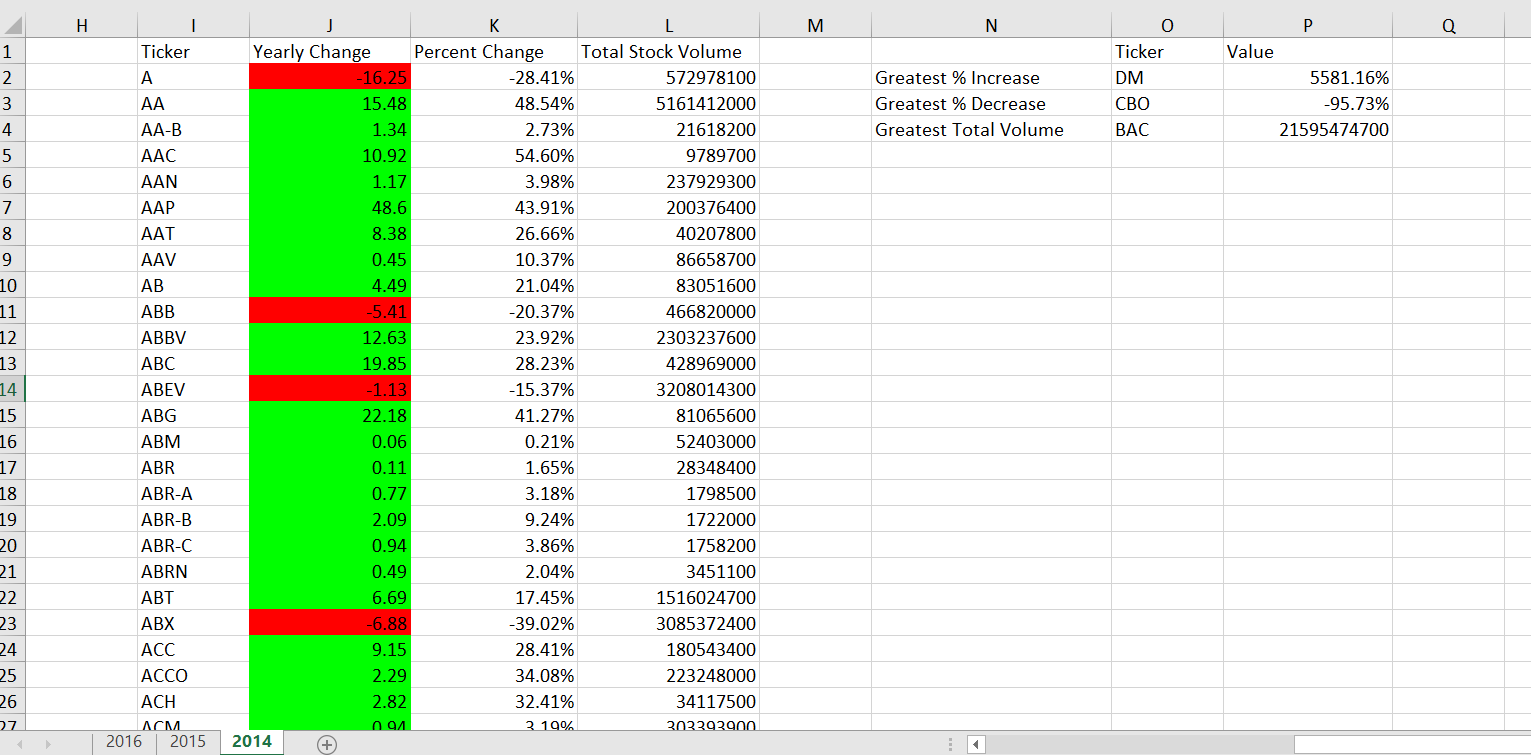 H I J K L M N O P Q
1 Ticker Yearly Change Percent Change Total Stock Volume Ticker Value
2 A -16.25 -28.41% 572978100 Greatest % Increase DM 5581.16%
3 AA 15.48 48.54% 5161412000 Greatest % Decrease CBO -95.73%
4 AA-B 1.34 2.73% 21618200 Greatest Total Volume BAC 21595474700
5 AAC 10.92 54.60% 9789700
6 AAN 1.17 3.98% 237929300
7 AAP 48.6 43.91% 200376400
8 AAT 8.38 26.66% 40207800
9 AAV 0.45 10.37% 86658700
10 AB 4.49 21.04% 83051600
11 ABB -5.41 -20.37% 466820000
12 ABBV 12.63 23.92% 2303237600
13 ABC 19.85 28.23% 428969000
14 ABEV -1.13 -15.37% 3208014300
15 ABG 22.18 41.27% 81065600
16 ABM 0.06 0.21% 52403000
17 ABR 0.11 1.65% 28348400
18 ABR-A 0.77 3.18% 1798500
19 ABR-B 2.09 9.24% 1722000
20 ABR-C 0.94 3.86% 1758200
21 ABRN 0.49 2.04% 3451100
22 ABT 6.69 17.45% 1516024700
23 ABX -6.88 -39.02% 3085372400
24 ACC 9.15 28.41% 180543400
25 ACCO 2.29 34.08% 223248000
26 ACH 2.82 32.41% 34117500
27 ACM 0.94 3.19% 303393900
2016 2015 2014